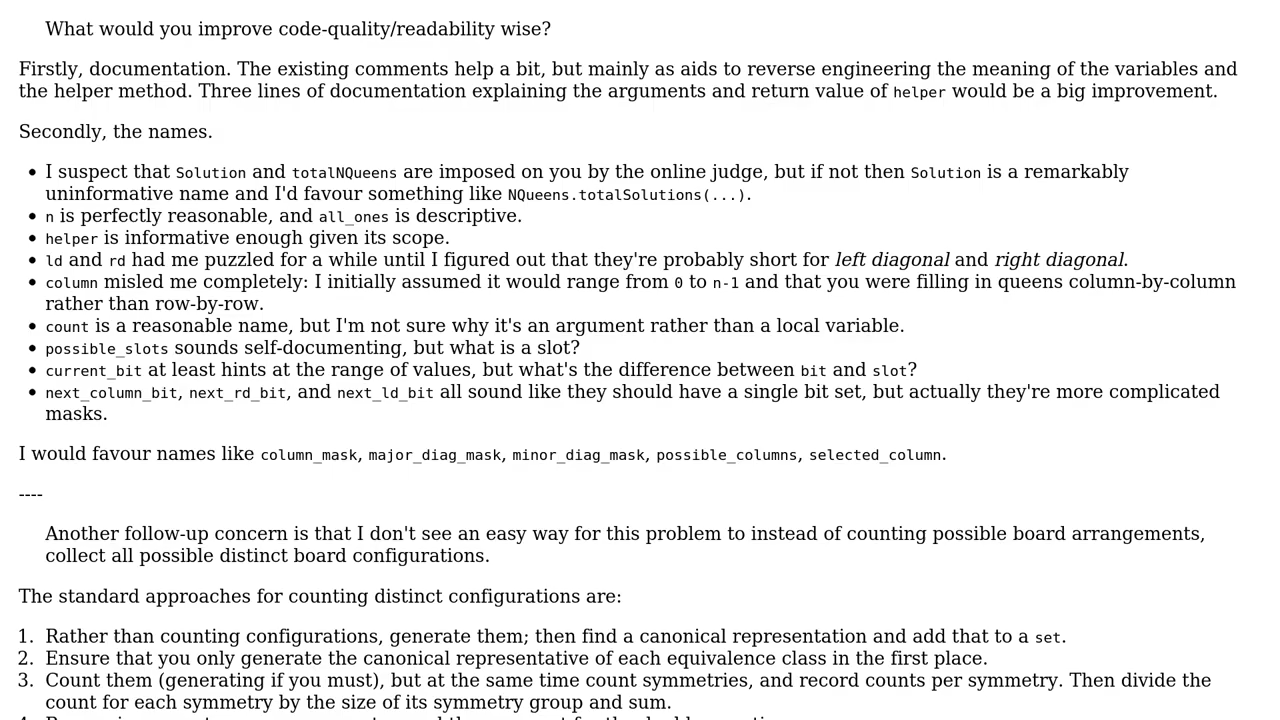 What would you improve code-quality/readability wise?
Firstly, documentation. The existing comments help a bit, but mainly as aids to reverse engineering the meaning of the variables and
the helper method. Three lines of documentation explaining the arguments and return value of helper would be a big improvement.
Secondly, the names.
• I suspect that Solution and totalNQueens are imposed on you by the online judge, but if not then Solution is a remarkably
uninformative name and I'd favour something like NQueens.totalSolutions(...).
• n is perfectly reasonable, and all_ones is descriptive.
• helper is informative enough given its scope.
• ld and rd had me puzzled for a while until I figured out that they're probably short for left diagonal and right diagonal.
• column misled me completely: I initially assumed it would range from 0 to n-1 and that you were filling in queens column-by-column
rather than row-by-row.
• count is a reasonable name, but I'm not sure why it's an argument rather than a local variable.
• possible_slots sounds self-documenting, but what is a slot?
• current_bit at least hints at the range of values, but what's the difference between bit and slot?
• next_column_bit, next_rd_bit, and next_ld_bit all sound like they should have a single bit set, but actually they're more complicated
masks.
I would favour names like column_mask, major_diag_mask, minor_diag_mask, possible_columns, selected_column.
----
Another follow-up concern is that I don't see an easy way for this problem to instead of counting possible board arrangements,
collect all possible distinct board configurations.
The standard approaches for counting distinct configurations are:
1. Rather than counting configurations, generate them; then find a canonical representation and add that to a set.
2. Ensure that you only generate the canonical representative of each equivalence class in the first place.
3. Count them (generating if you must), but at the same time count symmetries, and record counts per symmetry. Then divide the
count for each symmetry by the size of its symmetry group and sum.